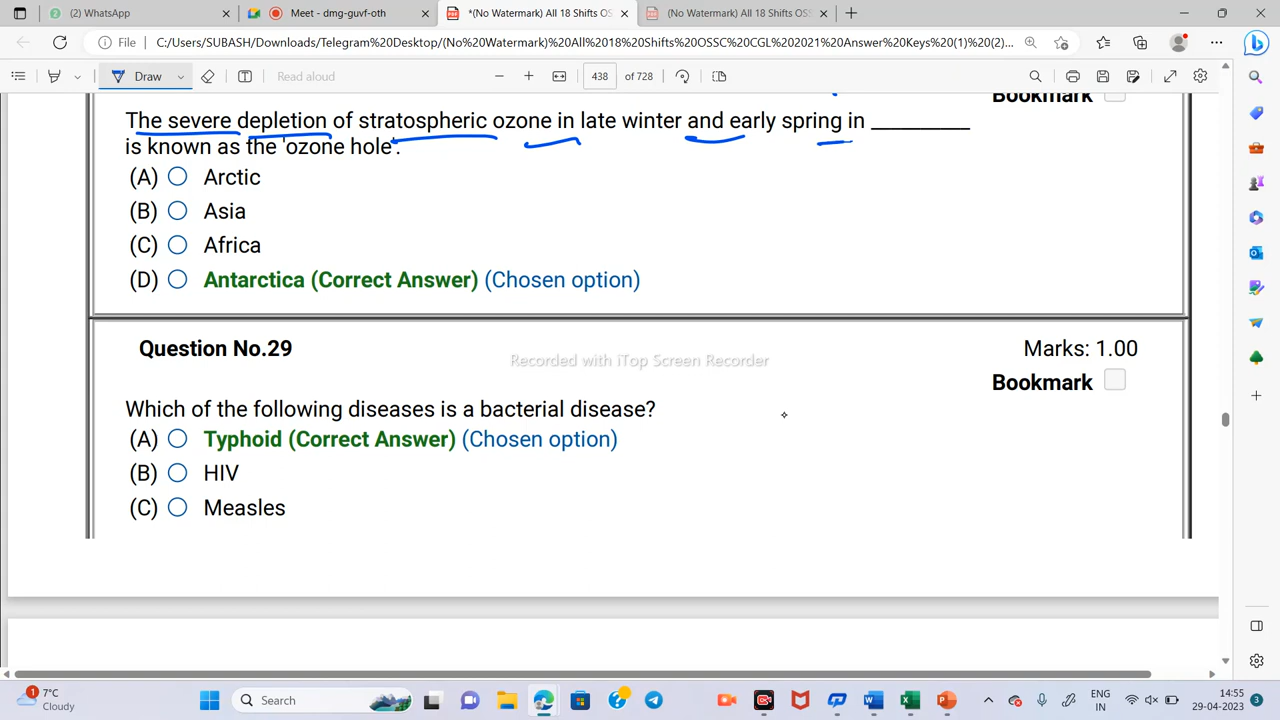 (2) WhatsApp
Meet - dmg-guvf-oth
*(No Watermark) All 18 Shifts OS
(No Watermark) All 18 Shifts OSS
File
C:/Users/SUBASH/Downloads/Telegram%20Desktop/(No%20Watermark)%20All%2018%20Shifts%20OSSC%20CGL%202021%20Answer%20Keys%20(1)%20(2)...
Draw
Read aloud
438
of 728
Bookmark
The severe depletion of stratospheric ozone in late winter and early spring in __________
is known as the 'ozone hole'.
(A) Arctic
(B) Asia
(C) Africa
(D) Antarctica (Correct Answer) (Chosen option)
Question No.29
Marks: 1.00
Recorded with iTop Screen Recorder
Bookmark
Which of the following diseases is a bacterial disease?
(A) Typhoid (Correct Answer) (Chosen option)
(B) HIV
(C) Measles
1
7°C
Cloudy
Search
ENG
IN
14:55
29-04-2023
3